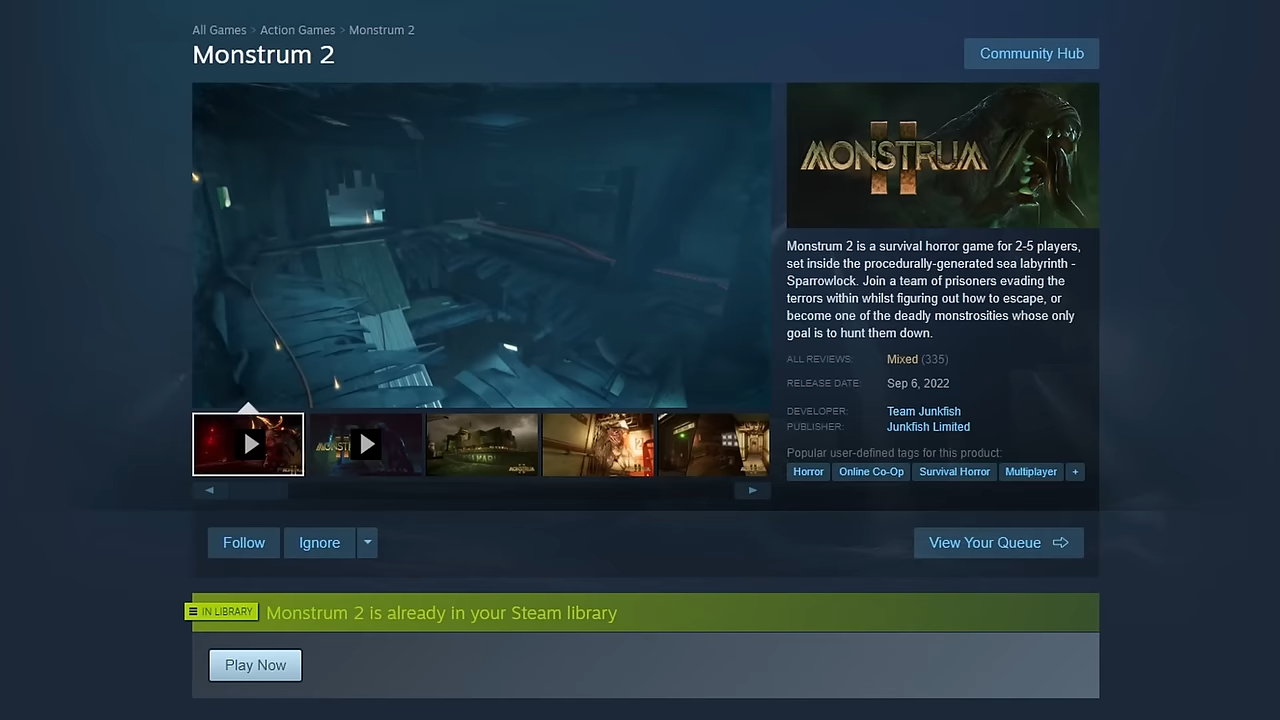 All Games > Action Games > Monstrum 2
Monstrum 2
Community Hub
MONSTRUM II
Monstrum 2 is a survival horror game for 2-5 players,
set inside the procedurally-generated sea labyrinth -
Sparrowlock. Join a team of prisoners evading the
terrors within whilst figuring out how to escape, or
become one of the deadly monstrosities whose only
goal is to hunt them down.
ALL REVIEWS: Mixed (335)
RELEASE DATE: Sep 6, 2022
DEVELOPER: Team Junkfish
PUBLISHER: Junkfish Limited
Popular user-defined tags for this product:
Horror Online Co-Op Survival Horror Multiplayer +
Follow Ignore View Your Queue
IN LIBRARY Monstrum 2 is already in your Steam library
Play Now